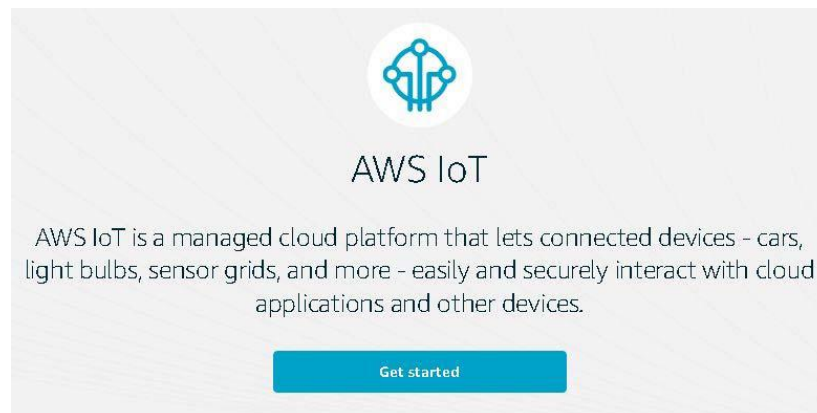 AWS IoT
AWS IoT is a managed cloud platform that lets connected devices - cars,
light bulbs, sensor grids, and more - easily and securely interact with cloud
applications and other devices.
Get started